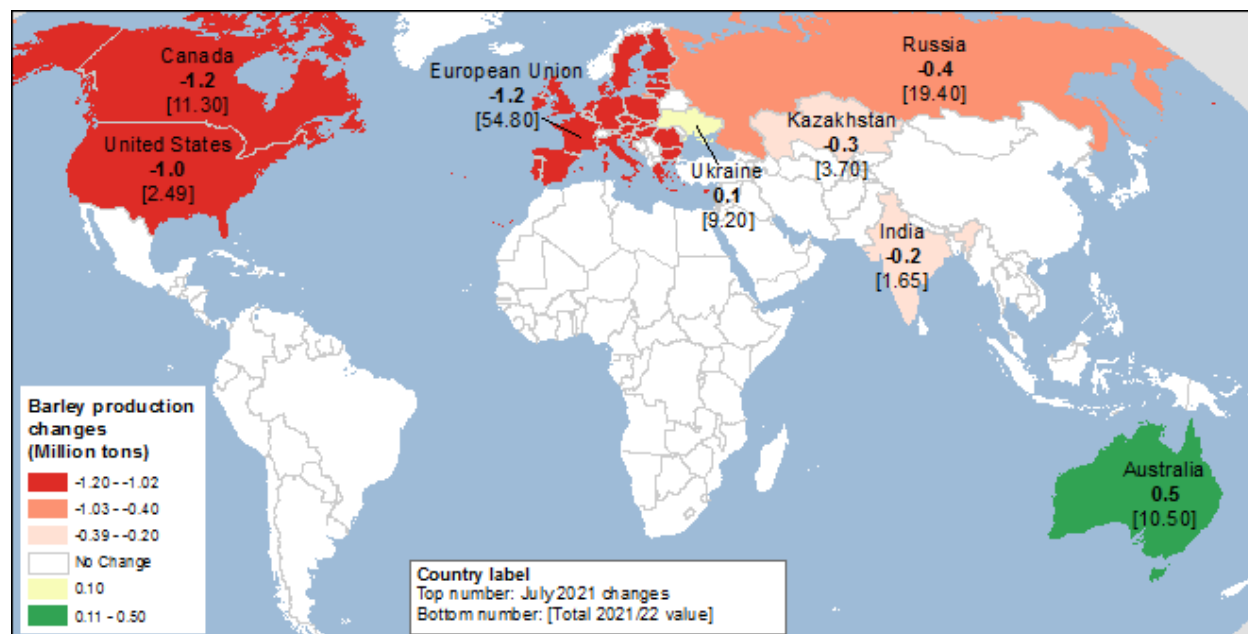 Canada
-1.2
[11.30]
United States
-1.0
[2.49]
European Union
-1.2
[54.80]
Russia
-0.4
[19.40]
Kazakhstan
-0.3
[3.70]
Ukraine
0.1
[9.20]
India
-0.2
[1.65]
Australia
0.5
[10.50]
Barley production
changes
(Million tons)
-1.20 - -1.02
-1.03 - -0.40
-0.39 - -0.20
No Change
0.10
0.11 - 0.50
Country label
Top number: July 2021 changes
Bottom number: [Total 2021/22 value]